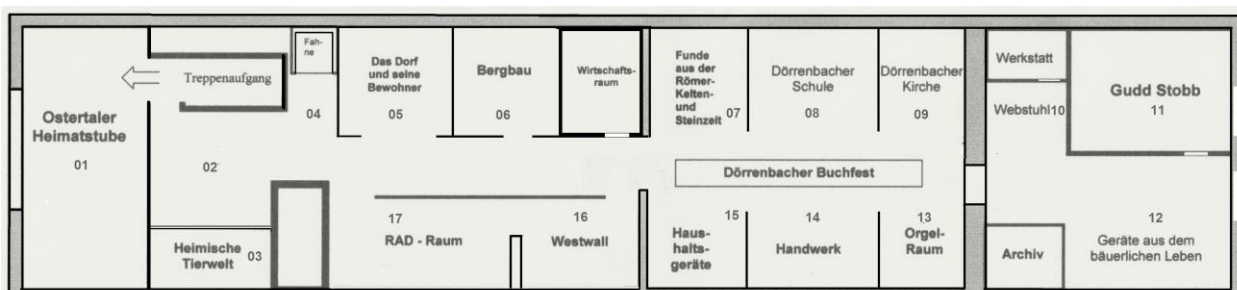 Ostertaler
Heimatstube
01
Treppenaufgang
02
Heimische
Tierwelt
03
Fah-
ne
04
Das Dorf
und seine
Bewohner
05
Bergbau
06
Wirtschafts-
raum
Funde
aus der
Römer-
Kelten-
und
Steinzeit
07
Dörrenbacher
Schule
08
Dörrenbacher
Kirche
09
Dörrenbacher Buchfest
Werkstatt
Webstuhl10
Gudd Stobb
11
17
RAD - Raum
16
Westwall
15
Haus-
halts-
geräte
14
Handwerk
13
Orgel-
Raum
Archiv
12
Geräte aus dem
bäuerlichen Leben